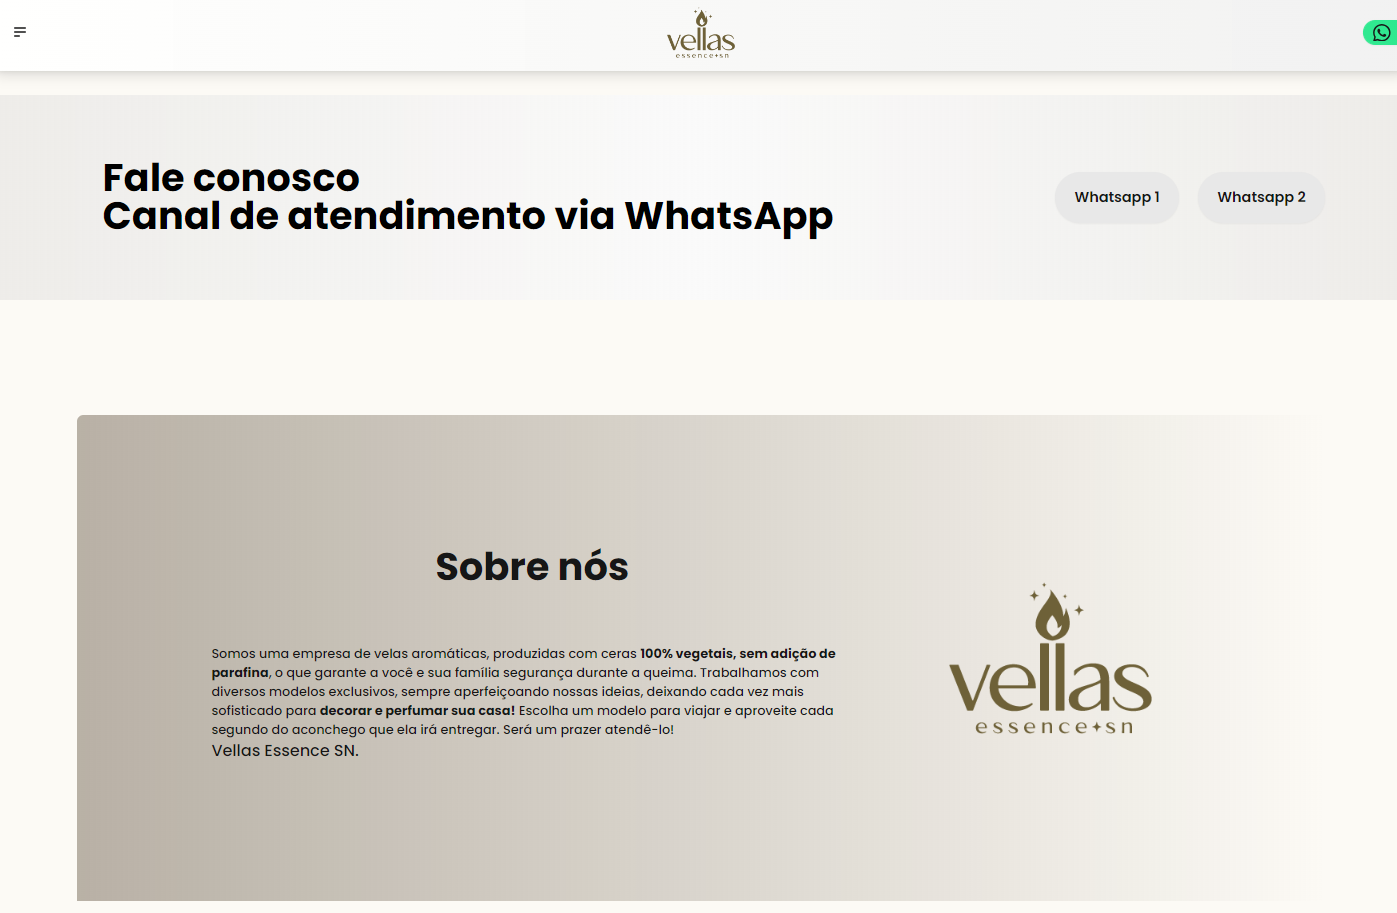 vellas
essence✦sn
Fale conosco
Canal de atendimento via WhatsApp
Whatsapp 1
Whatsapp 2
Sobre nós
Somos uma empresa de velas aromáticas, produzidas com ceras 100% vegetais, sem adição de
parafina, o que garante a você e sua família segurança durante a queima. Trabalhamos com
diversos modelos exclusivos, sempre aperfeiçoando nossas ideias, deixando cada vez mais
sofisticado para decorar e perfumar sua casa! Escolha um modelo para viajar e aproveite cada
segundo do aconchego que ela irá entregar. Será um prazer atendê-lo!
Vellas Essence SN.
vellas
essence✦sn